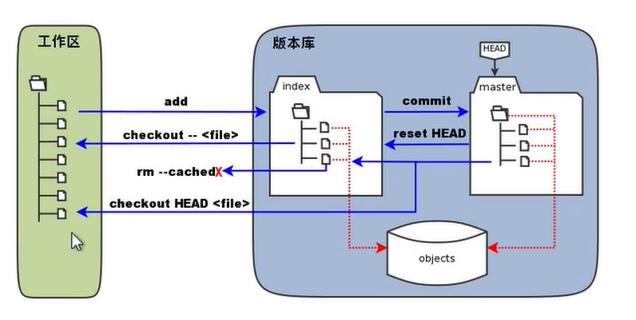 工作区
版本库
HEAD
index
master
add
commit
checkout -- <file>
reset HEAD
rm --cachedX
checkout HEAD <file>
objects